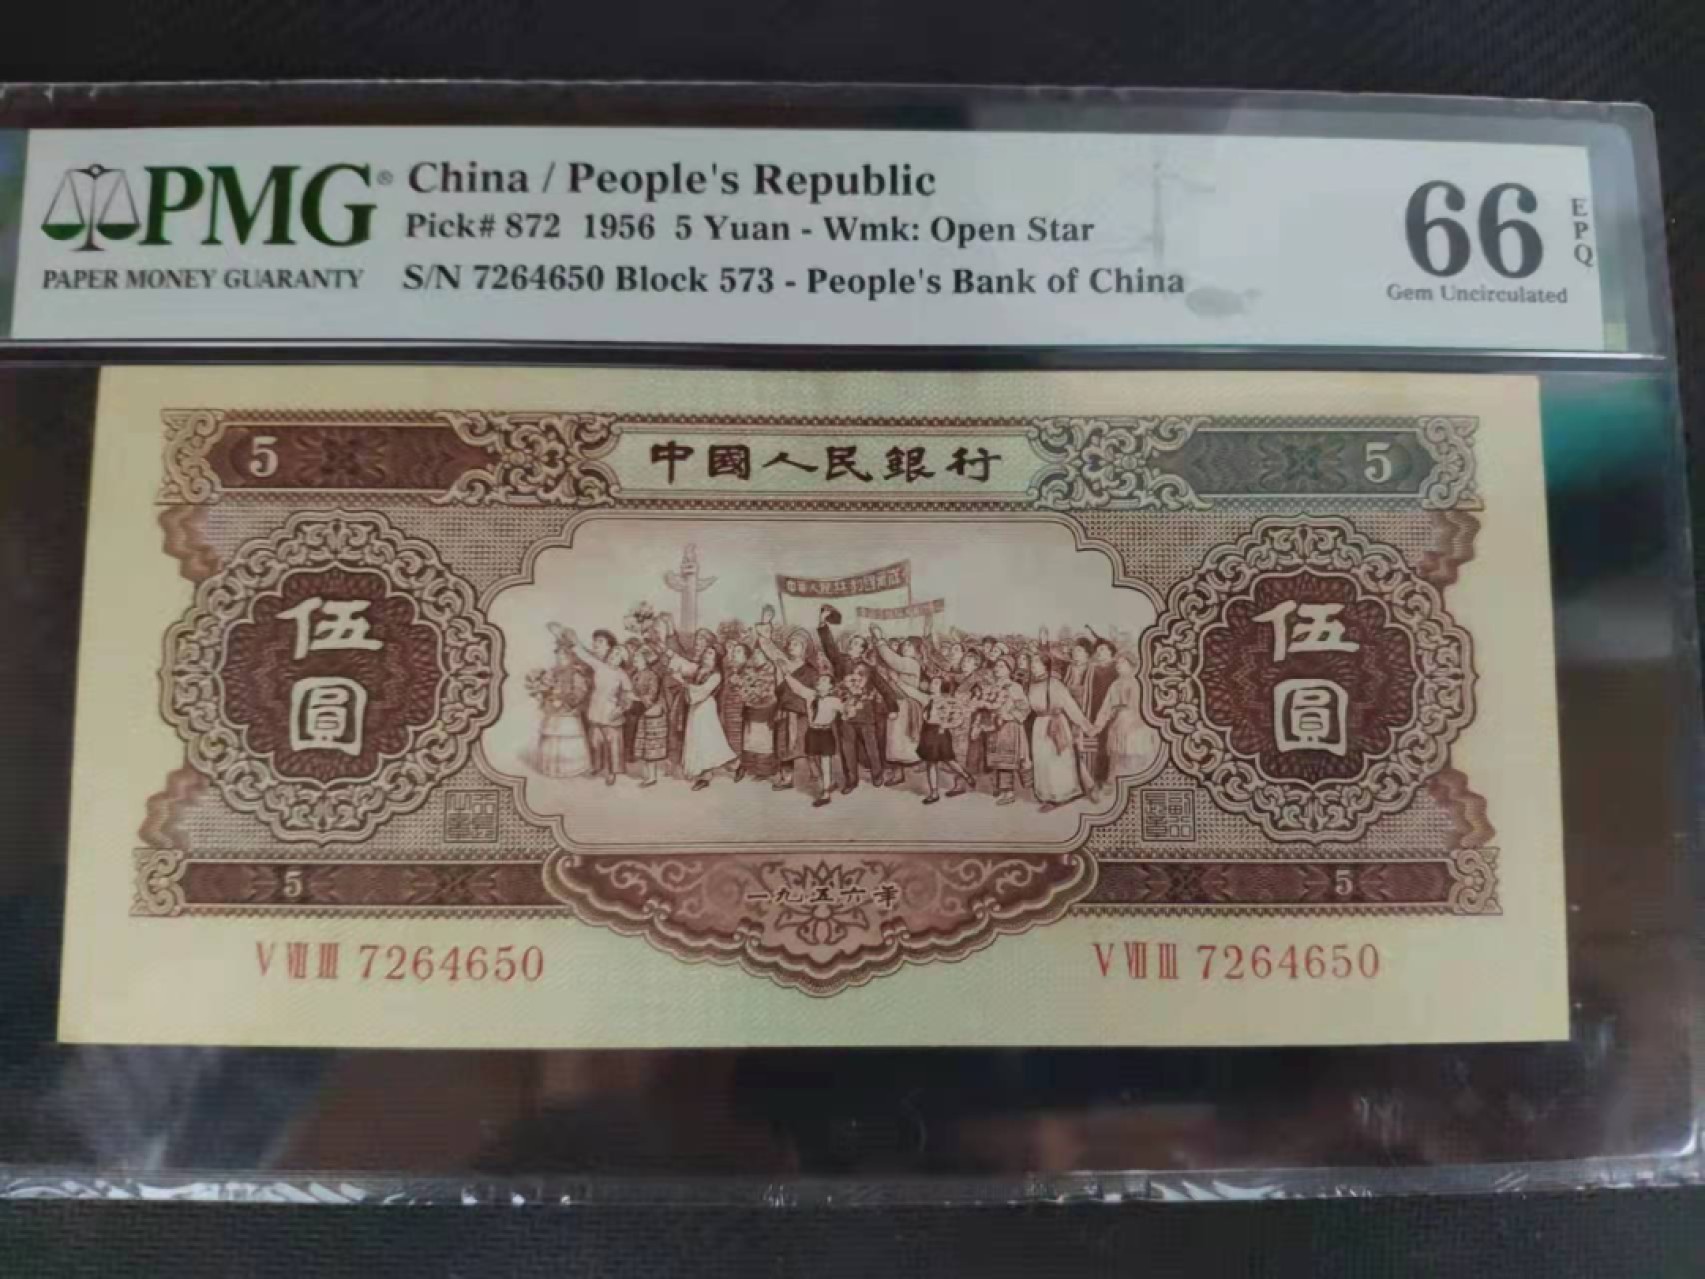 PMG®
PAPER MONEY GUARANTY
China / People's Republic
Pick# 872 1956 5 Yuan - Wmk: Open Star
S/N 7264650 Block 573 - People's Bank of China
66
EPQ
Gem Uncirculated
5
中國人民銀行
5
伍圓
伍圓
5
一九五六年
5
V VII III 7264650
V VII III 7264650